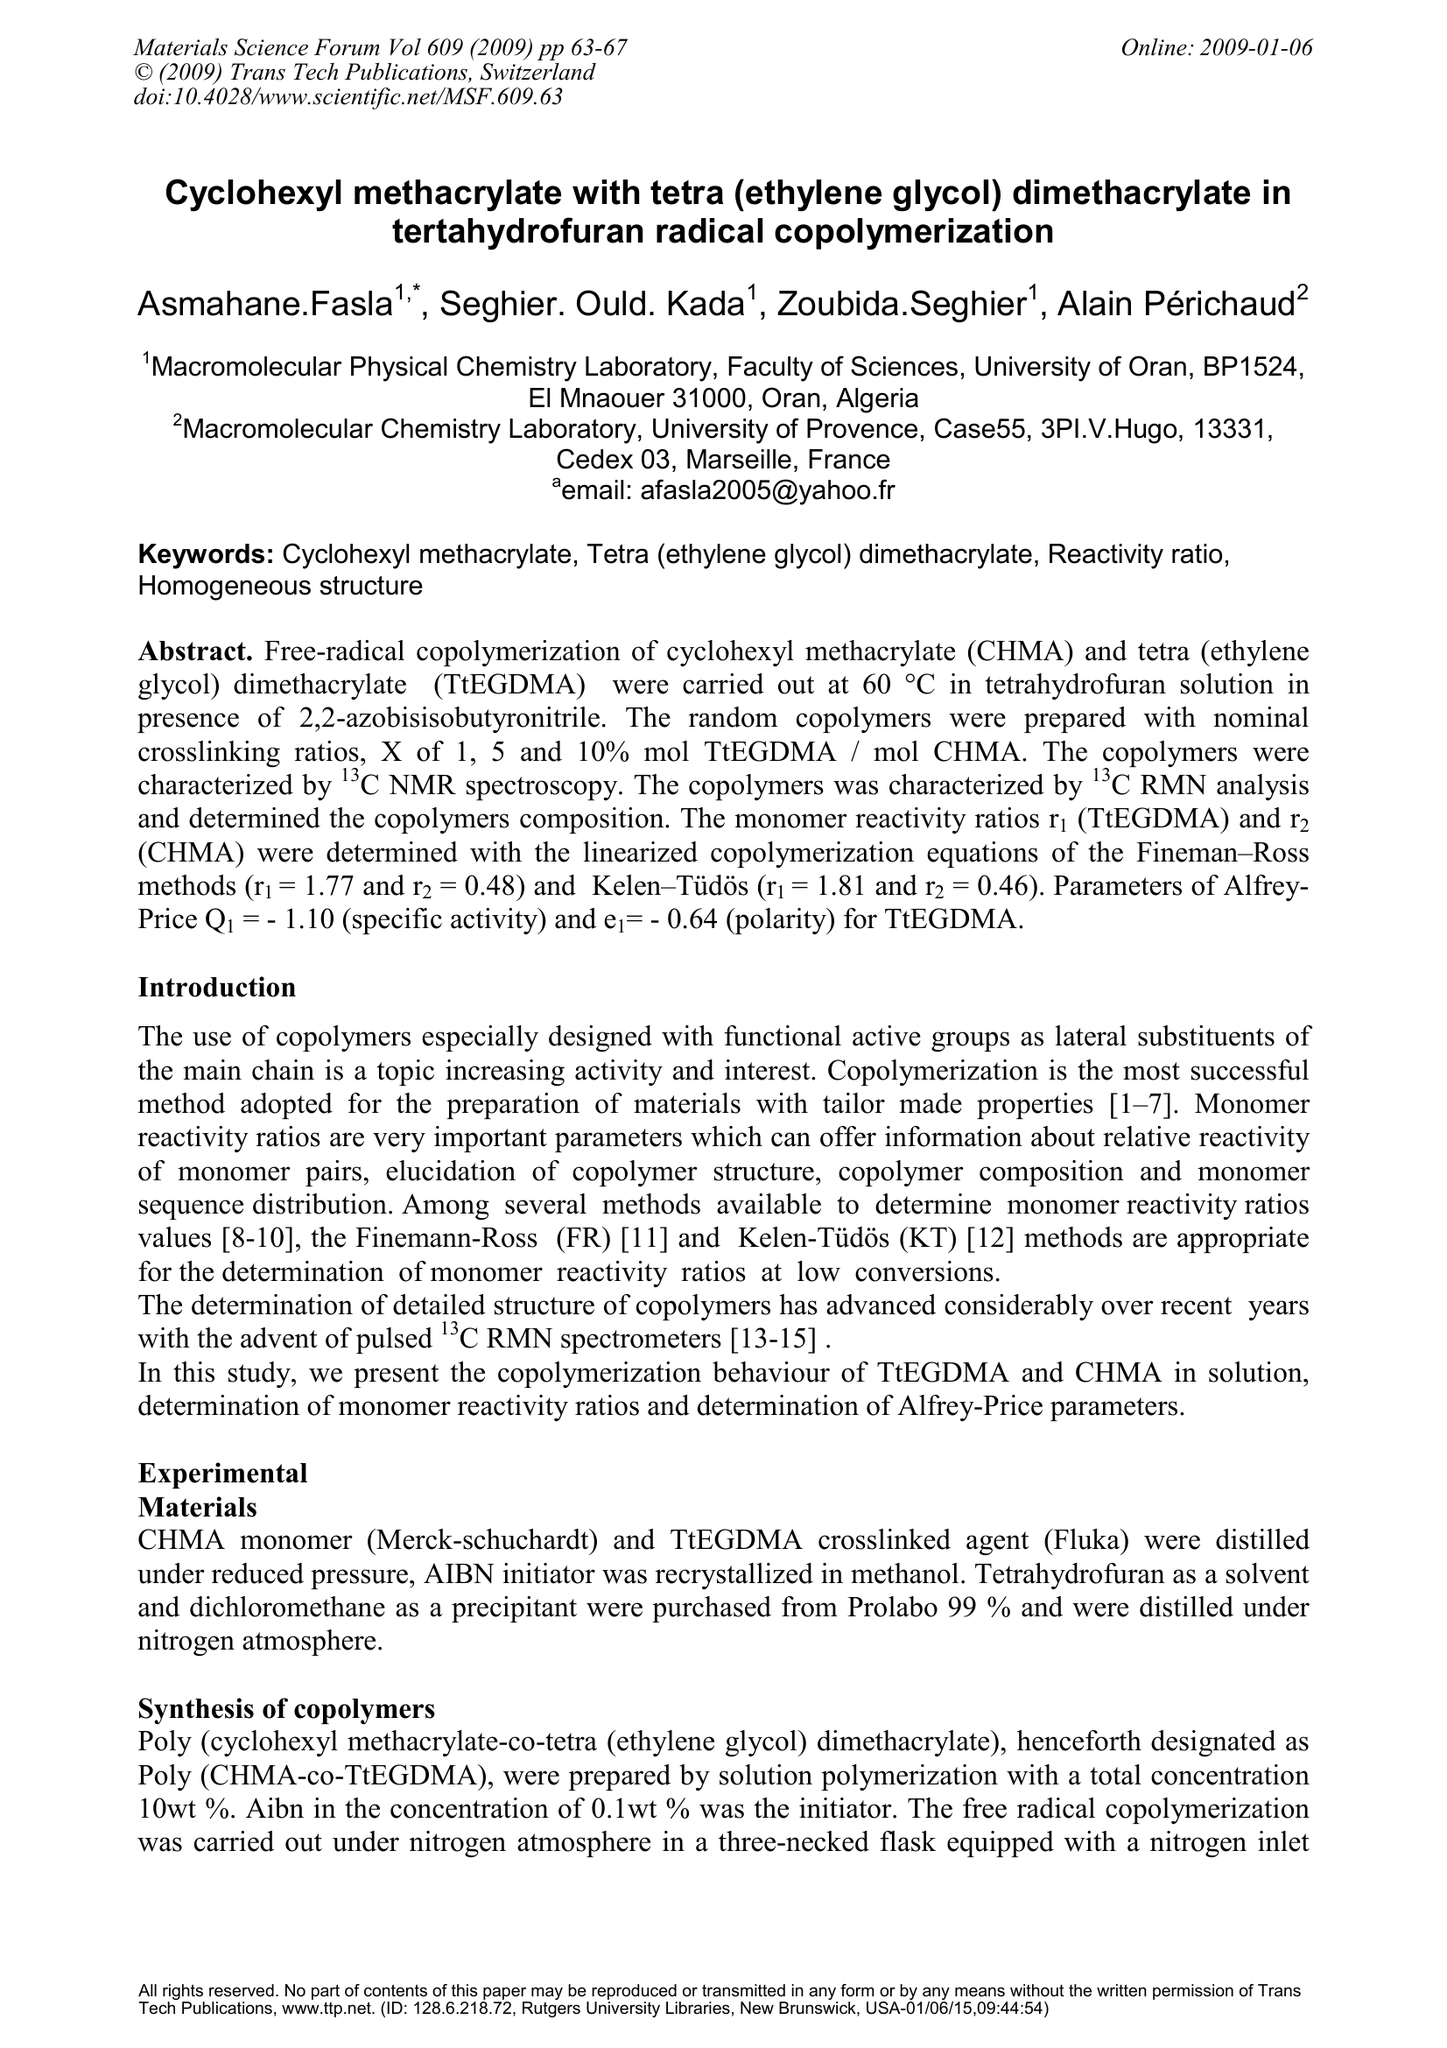 Materials Science Forum Vol 609 (2009) pp 63-67
Online: 2009-01-06
© (2009) Trans Tech Publications, Switzerland
doi:10.4028/www.scientific.net/MSF.609.63
Cyclohexyl methacrylate with tetra (ethylene glycol) dimethacrylate in
tertahydrofuran radical copolymerization
Asmahane.Fasla1,*, Seghier. Ould. Kada1, Zoubida.Seghier1, Alain Périchaud2
1Macromolecular Physical Chemistry Laboratory, Faculty of Sciences, University of Oran, BP1524,
El Mnaouer 31000, Oran, Algeria
2Macromolecular Chemistry Laboratory, University of Provence, Case55, 3Pl.V.Hugo, 13331,
Cedex 03, Marseille, France
aemail: afasla2005@yahoo.fr
Keywords: Cyclohexyl methacrylate, Tetra (ethylene glycol) dimethacrylate, Reactivity ratio,
Homogeneous structure
Abstract. Free-radical copolymerization of cyclohexyl methacrylate (CHMA) and tetra (ethylene
glycol) dimethacrylate (TtEGDMA) were carried out at 60 °C in tetrahydrofuran solution in
presence of 2,2-azobisisobutyronitrile. The random copolymers were prepared with nominal
crosslinking ratios, X of 1, 5 and 10% mol TtEGDMA / mol CHMA. The copolymers were
characterized by 13C NMR spectroscopy. The copolymers was characterized by 13C RMN analysis
and determined the copolymers composition. The monomer reactivity ratios r1 (TtEGDMA) and r2
(CHMA) were determined with the linearized copolymerization equations of the Fineman–Ross
methods (r1 = 1.77 and r2 = 0.48) and Kelen–Tüdös (r1 = 1.81 and r2 = 0.46). Parameters of Alfrey-
Price Q1 = - 1.10 (specific activity) and e1= - 0.64 (polarity) for TtEGDMA.
Introduction
The use of copolymers especially designed with functional active groups as lateral substituents of
the main chain is a topic increasing activity and interest. Copolymerization is the most successful
method adopted for the preparation of materials with tailor made properties [1–7]. Monomer
reactivity ratios are very important parameters which can offer information about relative reactivity
of monomer pairs, elucidation of copolymer structure, copolymer composition and monomer
sequence distribution. Among several methods available to determine monomer reactivity ratios
values [8-10], the Finemann-Ross (FR) [11] and Kelen-Tüdös (KT) [12] methods are appropriate
for the determination of monomer reactivity ratios at low conversions.
The determination of detailed structure of copolymers has advanced considerably over recent years
with the advent of pulsed 13C RMN spectrometers [13-15] .
In this study, we present the copolymerization behaviour of TtEGDMA and CHMA in solution,
determination of monomer reactivity ratios and determination of Alfrey-Price parameters.
Experimental
Materials
CHMA monomer (Merck-schuchardt) and TtEGDMA crosslinked agent (Fluka) were distilled
under reduced pressure, AIBN initiator was recrystallized in methanol. Tetrahydrofuran as a solvent
and dichloromethane as a precipitant were purchased from Prolabo 99 % and were distilled under
nitrogen atmosphere.
Synthesis of copolymers
Poly (cyclohexyl methacrylate-co-tetra (ethylene glycol) dimethacrylate), henceforth designated as
Poly (CHMA-co-TtEGDMA), were prepared by solution polymerization with a total concentration
10wt %. Aibn in the concentration of 0.1wt % was the initiator. The free radical copolymerization
was carried out under nitrogen atmosphere in a three-necked flask equipped with a nitrogen inlet
All rights reserved. No part of contents of this paper may be reproduced or transmitted in any form or by any means without the written permission of Trans
Tech Publications, www.ttp.net. (ID: 128.6.218.72, Rutgers University Libraries, New Brunswick, USA-01/06/15,09:44:54)